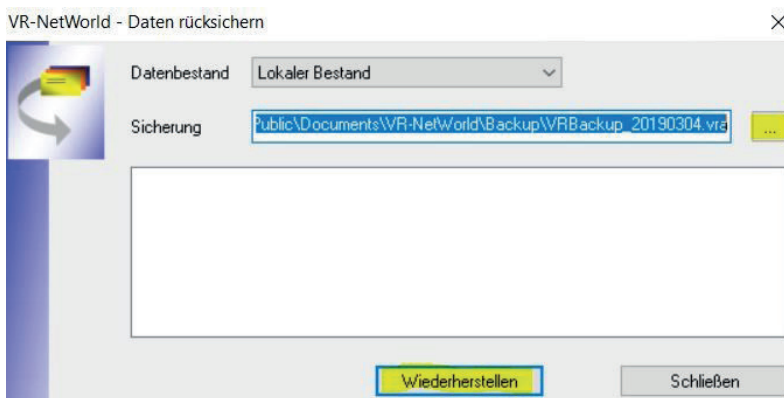 VR-NetWorld - Daten rücksichern
Datenbestand Lokaler Bestand
Sicherung Public\Documents\VR-NetWorld\Backup\VRBackup_20190304.vra ...
Wiederherstellen Schließen